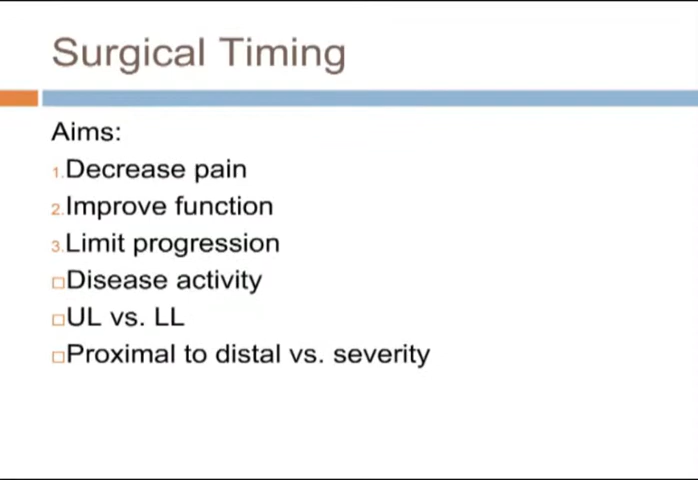 Surgical Timing
Aims:
1.Decrease pain
2.Improve function
3.Limit progression
□Disease activity
□UL vs. LL
□Proximal to distal vs. severity